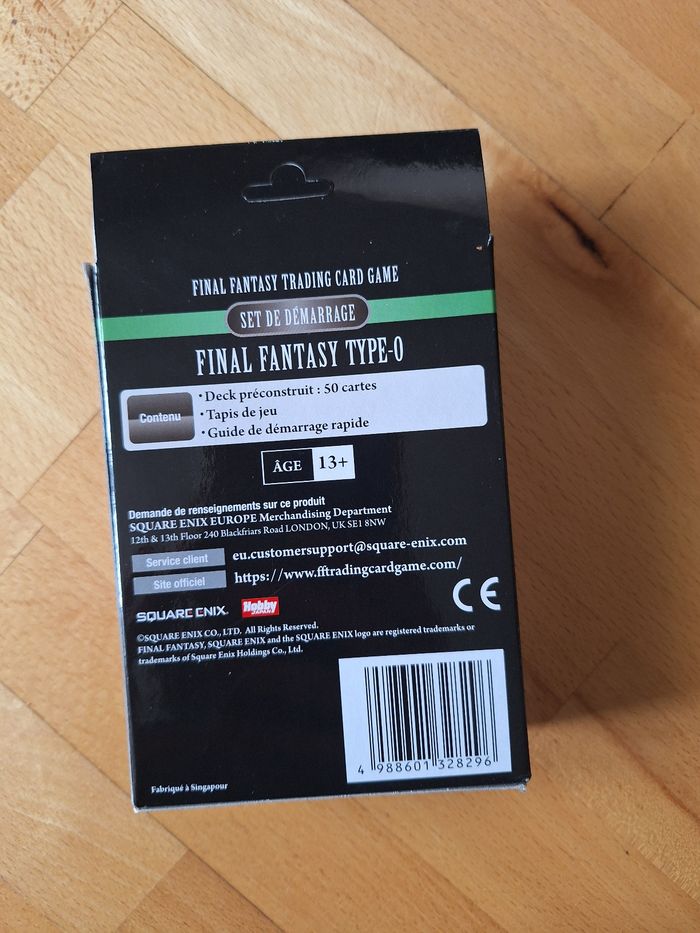 FINAL FANTASY TRADING CARD GAME
SET DE DÉMARRAGE
FINAL FANTASY TYPE-0
Contenu
・Deck préconstruit : 50 cartes
・Tapis de jeu
・Guide de démarrage rapide
ÂGE 13+
Demande de renseignements sur ce produit
SQUARE ENIX EUROPE Merchandising Department
12th & 13th Floor 240 Blackfriars Road LONDON, UK SE1 8NW
Service client eu.customersupport@square-enix.com
Site officiel https://www.fftradingcardgame.com/
SQUARE ENIX. Hobby JAPAN CE
©SQUARE ENIX CO., LTD. All Rights Reserved.
FINAL FANTASY, SQUARE ENIX and the SQUARE ENIX logo are registered trademarks or
trademarks of Square Enix Holdings Co., Ltd.
4 988601 328296
Fabriqué à Singapour